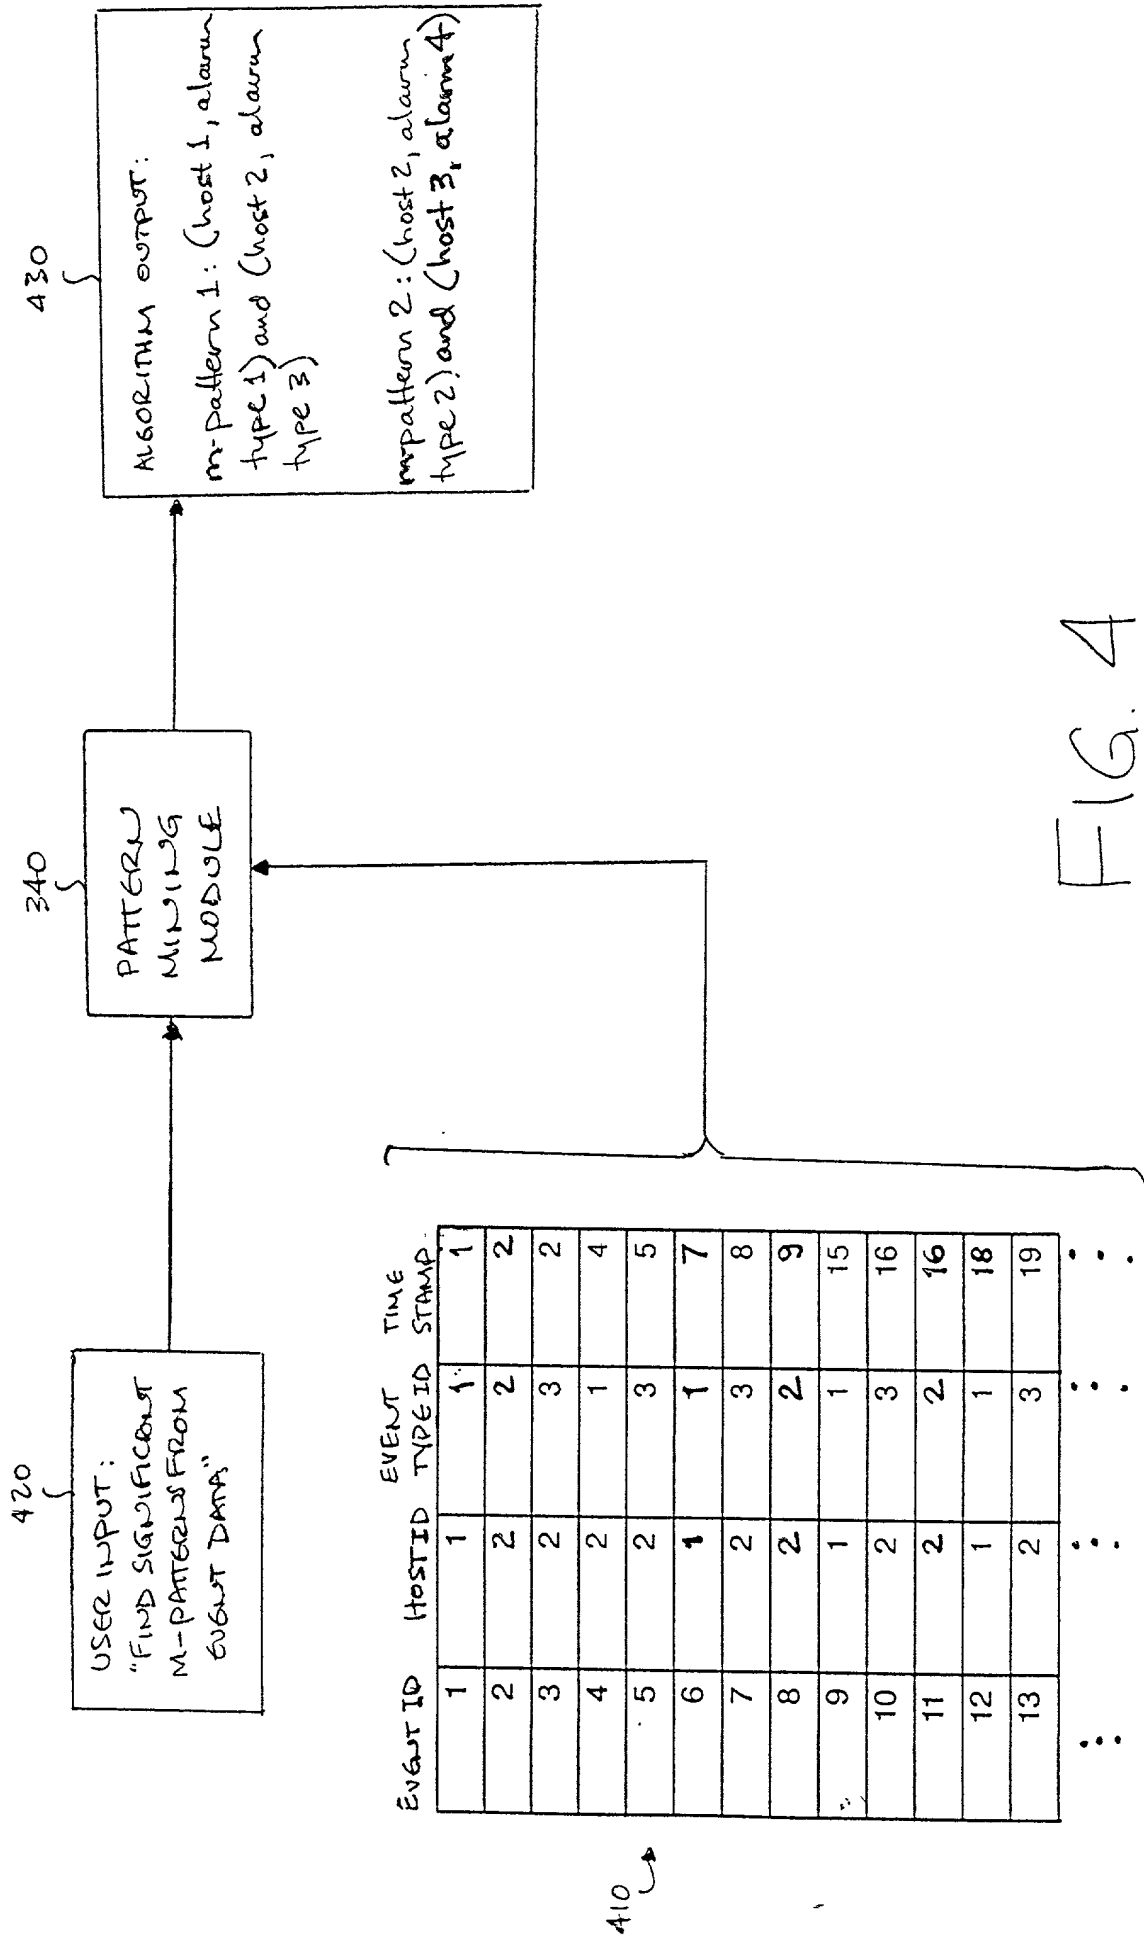 420
USER INPUT:
"FIND SIGNIFICANT
M-PATTERNS FROM
EVENT DATA"
340
PATTERN
MINING
MODULE
430
ALGORITHM OUTPUT:
m-pattern 1: (host 1, alarm
type 1) and (host 2, alarm
type 3)
m-pattern 2: (host 2, alarm
type 2) and (host 3, alarm 4)
410
EVENT ID HOST ID EVENT TYPE ID TIME STAMP
1 1 1 1
2 2 2 2
3 2 3 2
4 2 1 4
5 2 3 5
6 1 1 7
7 2 3 8
8 2 2 9
9 1 1 15
10 2 3 16
11 2 2 16
12 1 1 18
13 2 3 19
FIG. 4